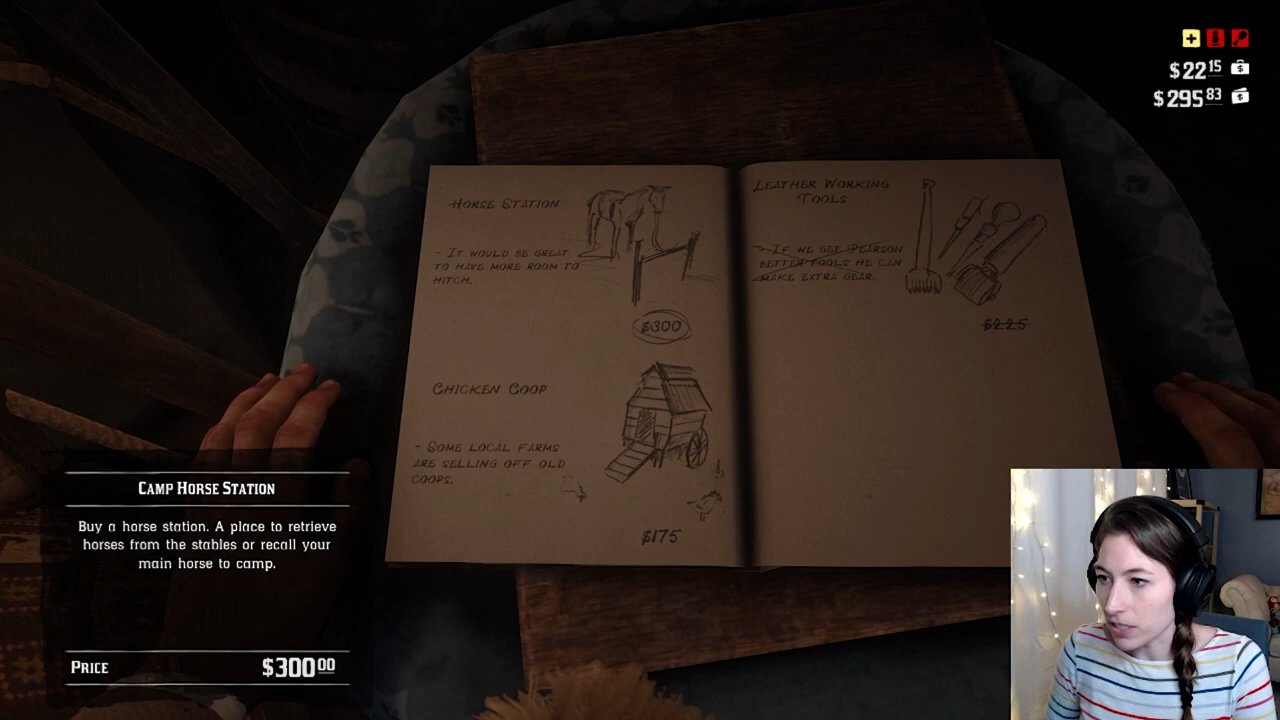 $22 15
$295 83
HORSE STATION
- IT WOULD BE GREAT
TO HAVE MORE ROOM TO
HITCH.
$300
CHICKEN COOP
- SOME LOCAL FARMS
ARE SELLING OFF OLD
COOPS.
$175
LEATHER WORKING
TOOLS
- IF WE GET PEARSON
BETTER TOOLS HE CAN
MAKE EXTRA GEAR.
$225
CAMP HORSE STATION
Buy a horse station. A place to retrieve
horses from the stables or recall your
main horse to camp.
PRICE $300 00